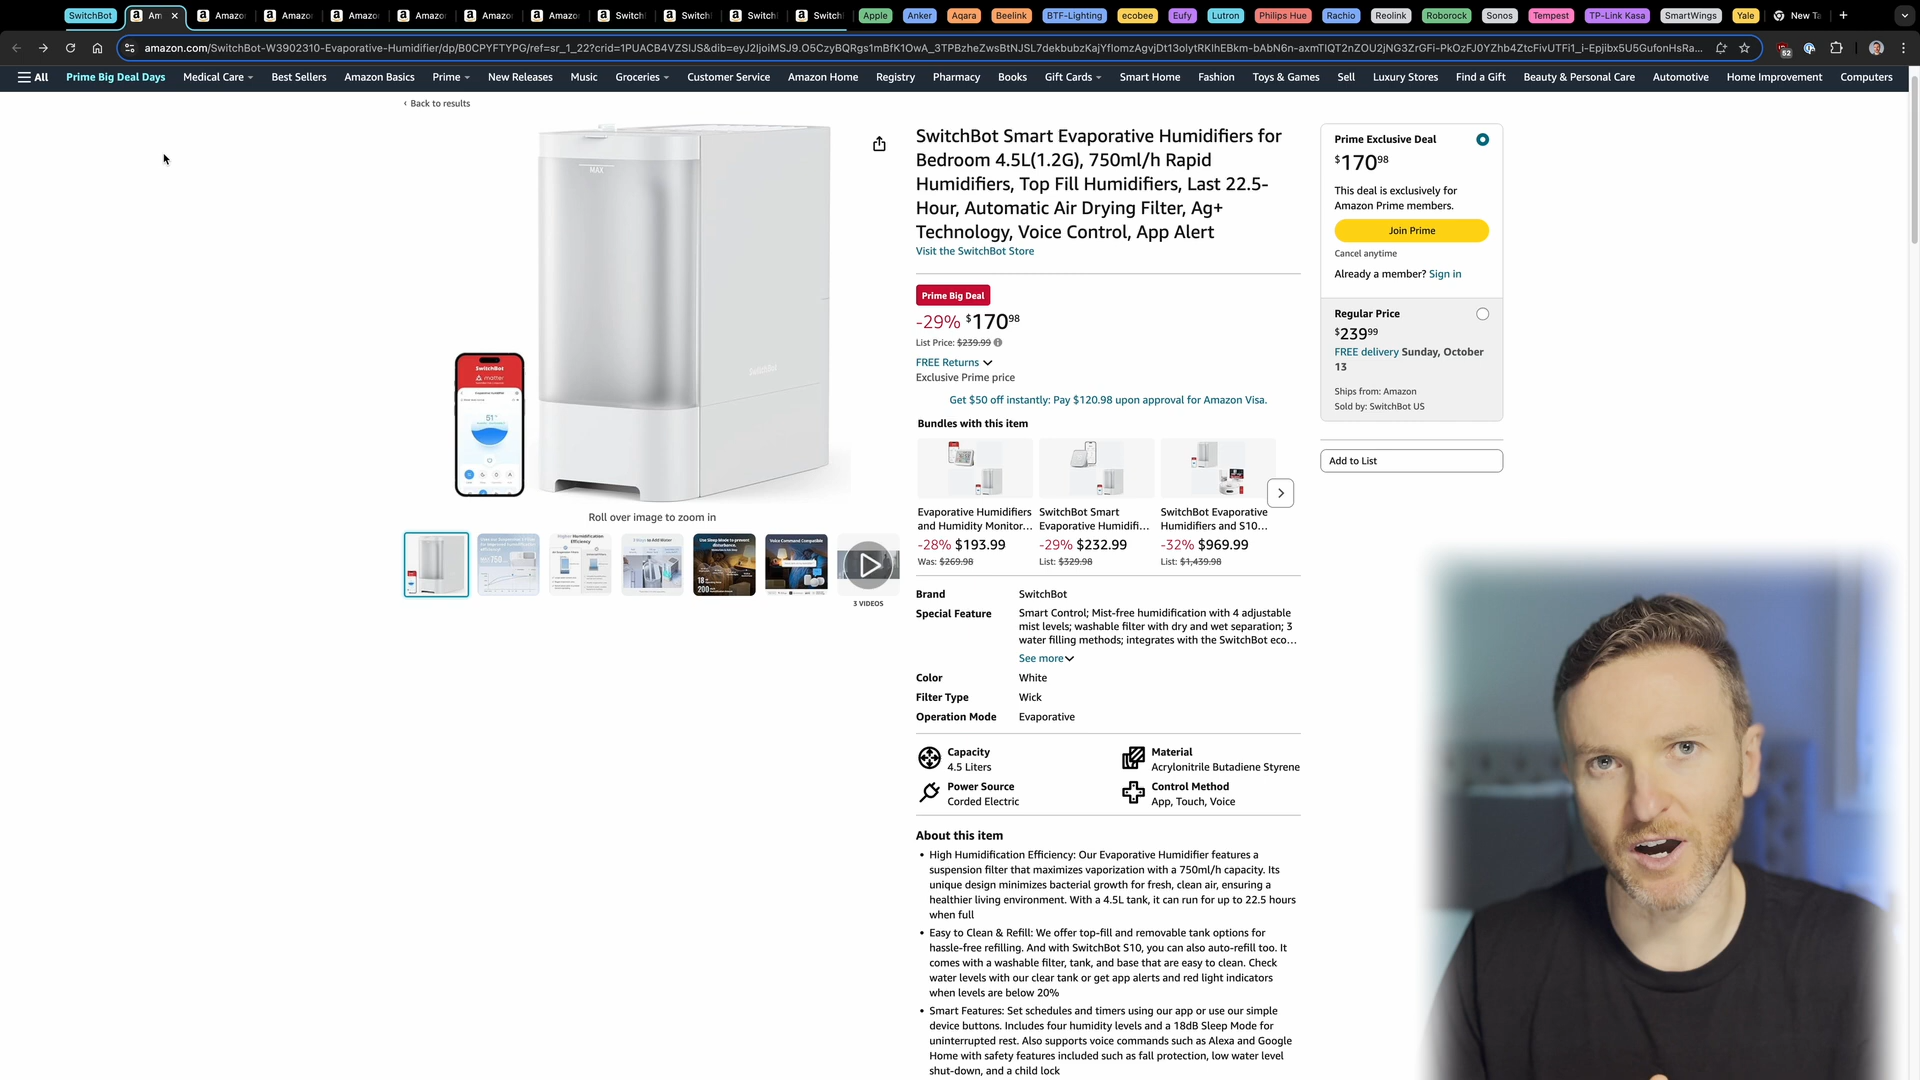 SwitchBot
Am
Amazo
Amazo
Amazo
Amazo
Amazo
Amazo
Switch
Switch
Switch
Switch
Apple
Anker
Aqara
Beelink
BTF-Lighting
ecobee
Eufy
Lutron
Philips Hue
Rachio
Reolink
Roborock
Sonos
Tempest
TP-Link Kasa
SmartWings
Yale
New Ta
52
All
Prime Big Deal Days
Medical Care
Best Sellers
Amazon Basics
Prime
New Releases
Music
Groceries
Customer Service
Amazon Home
Registry
Pharmacy
Books
Gift Cards
Smart Home
Fashion
Toys & Games
Sell
Luxury Stores
Find a Gift
Beauty & Personal Care
Automotive
Home Improvement
Computers
‹ Back to results
MAX
SwitchBot
SwitchBot
matter
51
Roll over image to zoom in
3 VIDEOS
SwitchBot Smart Evaporative Humidifiers for
Bedroom 4.5L(1.2G), 750ml/h Rapid
Humidifiers, Top Fill Humidifiers, Last 22.5-
Hour, Automatic Air Drying Filter, Ag+
Technology, Voice Control, App Alert
Visit the SwitchBot Store
Prime Big Deal
-29% $170 98
List Price: $239.99
FREE Returns
Exclusive Prime price
Get $50 off instantly: Pay $120.98 upon approval for Amazon Visa.
Bundles with this item
Evaporative Humidifiers
and Humidity Monitor...
-28% $193.99
Was: $269.98
SwitchBot Smart
Evaporative Humidifi...
-29% $232.99
List: $329.98
SwitchBot Evaporative
Humidifiers and S10...
-32% $969.99
List: $1,439.98
Brand SwitchBot
Special Feature Smart Control; Mist-free humidification with 4 adjustable
mist levels; washable filter with dry and wet separation; 3
water filling methods; integrates with the SwitchBot eco...
See more
Color White
Filter Type Wick
Operation Mode Evaporative
Capacity
4.5 Liters
Material
Acrylonitrile Butadiene Styrene
Power Source
Corded Electric
Control Method
App, Touch, Voice
About this item
• High Humidification Efficiency: Our Evaporative Humidifier features a
suspension filter that maximizes vaporization with a 750ml/h capacity. Its
unique design minimizes bacterial growth for fresh, clean air, ensuring a
healthier living environment. With a 4.5L tank, it can run for up to 22.5 hours
when full
• Easy to Clean & Refill: We offer top-fill and removable tank options for
hassle-free refilling. And with SwitchBot S10, you can also auto-refill too. It
comes with a washable filter, tank, and base that are easy to clean. Check
water levels with our clear tank or get app alerts and red light indicators
when levels are below 20%
• Smart Features: Set schedules and timers using our app or use our simple
device buttons. Includes four humidity levels and a 18dB Sleep Mode for
uninterrupted rest. Also supports voice commands such as Alexa and Google
Home with safety features included such as fall protection, low water level
shut-down, and a child lock
Prime Exclusive Deal
$170 98
This deal is exclusively for
Amazon Prime members.
Join Prime
Cancel anytime
Already a member? Sign in
Regular Price
$239 99
FREE delivery Sunday, October
13
Ships from: Amazon
Sold by: SwitchBot US
Add to List